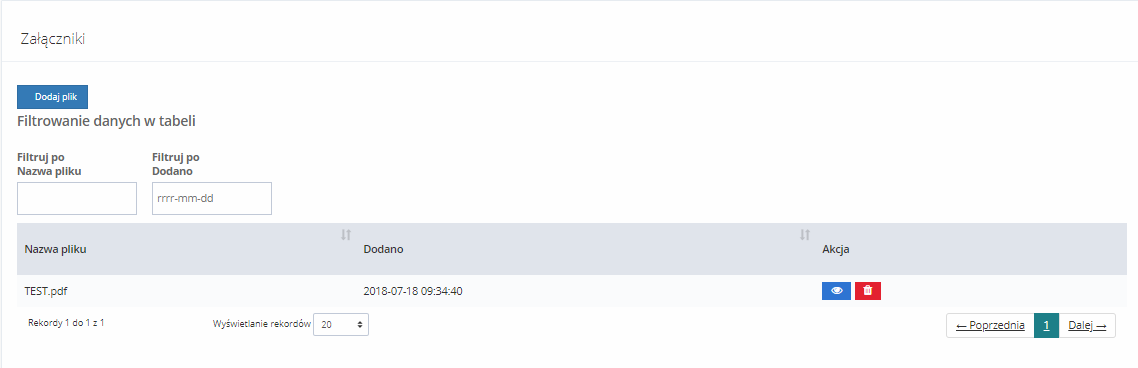 Załączniki
Dodaj plik
Filtrowanie danych w tabeli
Filtruj po
Nazwa pliku
Filtruj po
Dodano
rrrr-mm-dd
Nazwa pliku Dodano Akcja
TEST.pdf 2018-07-18 09:34:40
Rekordy 1 do 1 z 1 Wyświetlanie rekordów 20 ← Poprzednia 1 Dalej →